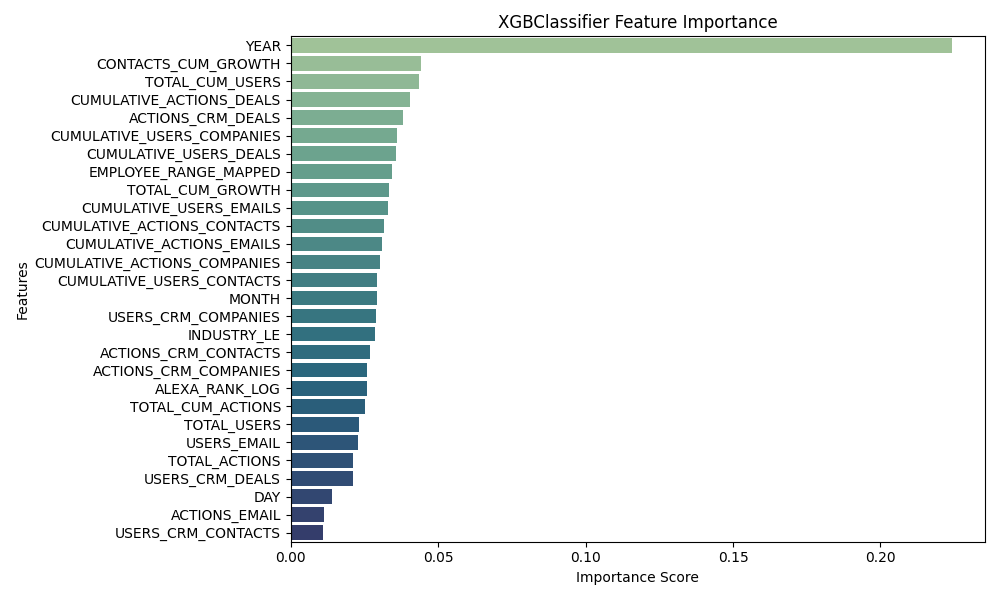 XGBClassifier Feature Importance
YEAR
CONTACTS_CUM_GROWTH
TOTAL_CUM_USERS
CUMULATIVE_ACTIONS_DEALS
ACTIONS_CRM_DEALS
CUMULATIVE_USERS_COMPANIES
CUMULATIVE_USERS_DEALS
EMPLOYEE_RANGE_MAPPED
TOTAL_CUM_GROWTH
CUMULATIVE_USERS_EMAILS
CUMULATIVE_ACTIONS_CONTACTS
CUMULATIVE_ACTIONS_EMAILS
CUMULATIVE_ACTIONS_COMPANIES
CUMULATIVE_USERS_CONTACTS
MONTH
USERS_CRM_COMPANIES
INDUSTRY_LE
ACTIONS_CRM_CONTACTS
ACTIONS_CRM_COMPANIES
ALEXA_RANK_LOG
TOTAL_CUM_ACTIONS
TOTAL_USERS
USERS_EMAIL
TOTAL_ACTIONS
USERS_CRM_DEALS
DAY
ACTIONS_EMAIL
USERS_CRM_CONTACTS
Features
0.00 0.05 0.10 0.15 0.20
Importance Score